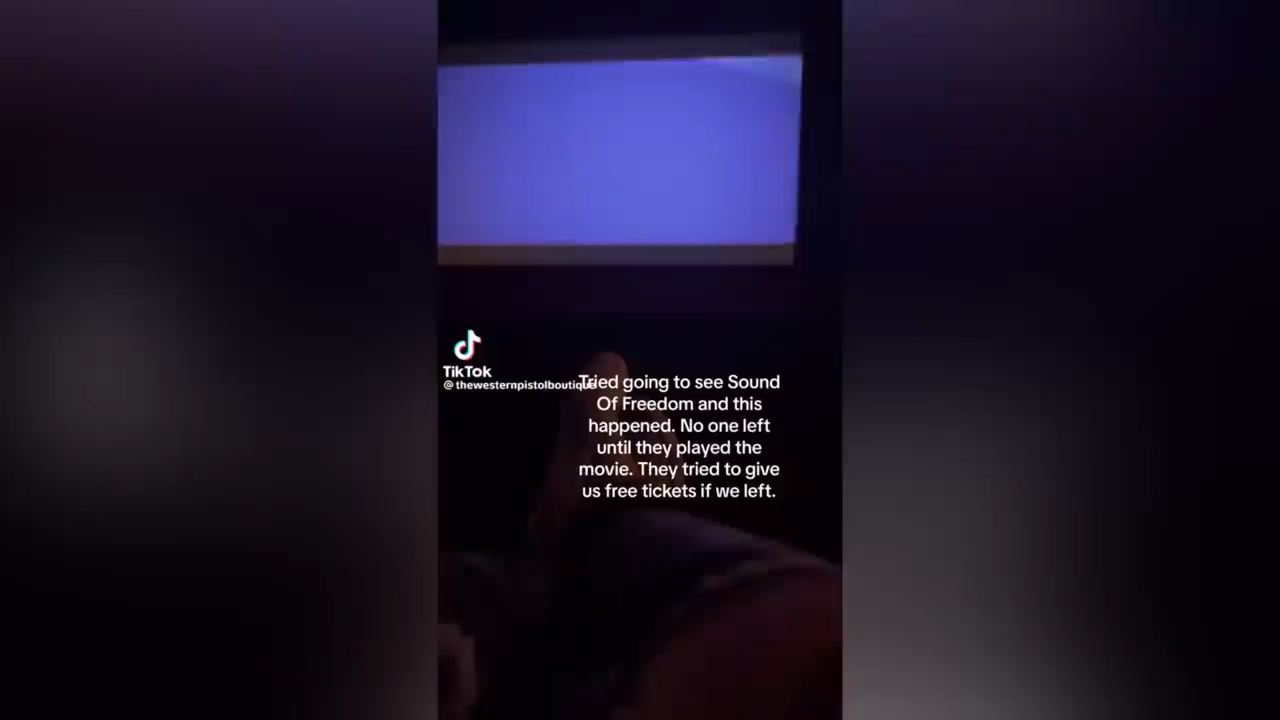 TikTok
@thewesternpistolboutique
Tried going to see Sound
Of Freedom and this
happened. No one left
until they played the
movie. They tried to give
us free tickets if we left.